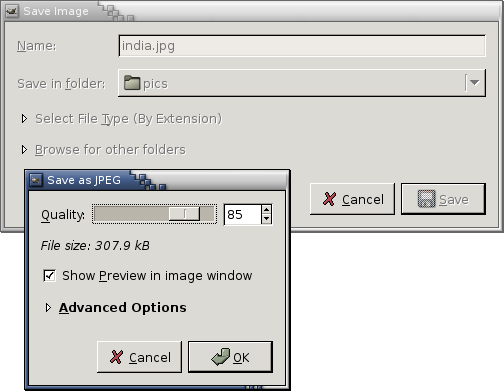 Save Image
Name: india.jpg
Save in folder: pics
Select File Type (By Extension)
Browse for other folders
Cancel Save
Save as JPEG
Quality: 85
File size: 307.9 kB
Show Preview in image window
Advanced Options
Cancel OK